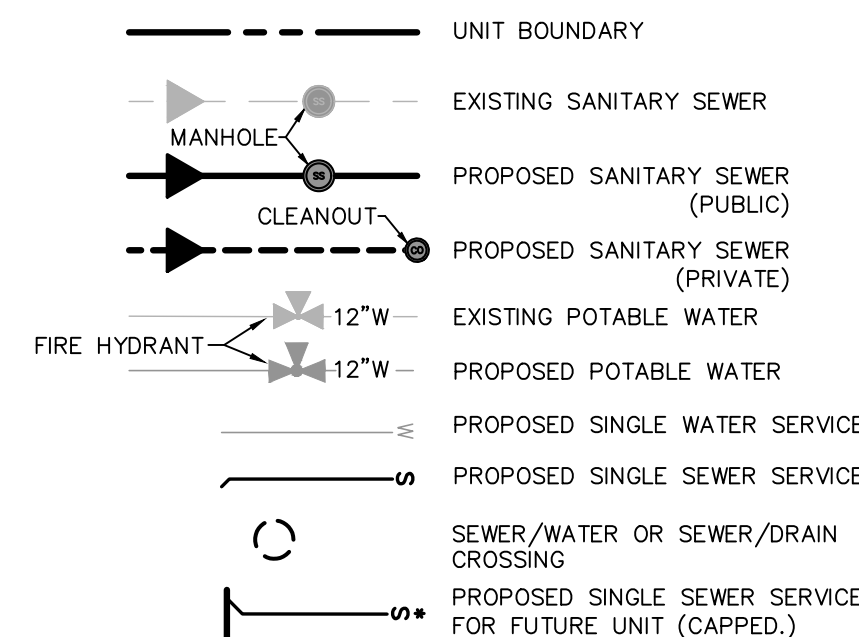 UNIT BOUNDARY
SS EXISTING SANITARY SEWER
MANHOLE
SS PROPOSED SANITARY SEWER
(PUBLIC)
CLEANOUT
CO PROPOSED SANITARY SEWER
(PRIVATE)
12"W EXISTING POTABLE WATER
FIRE HYDRANT
12"W PROPOSED POTABLE WATER
W PROPOSED SINGLE WATER SERVICE
S PROPOSED SINGLE SEWER SERVICE
SEWER/WATER OR SEWER/DRAIN
CROSSING
S* PROPOSED SINGLE SEWER SERVICE
FOR FUTURE UNIT (CAPPED.)